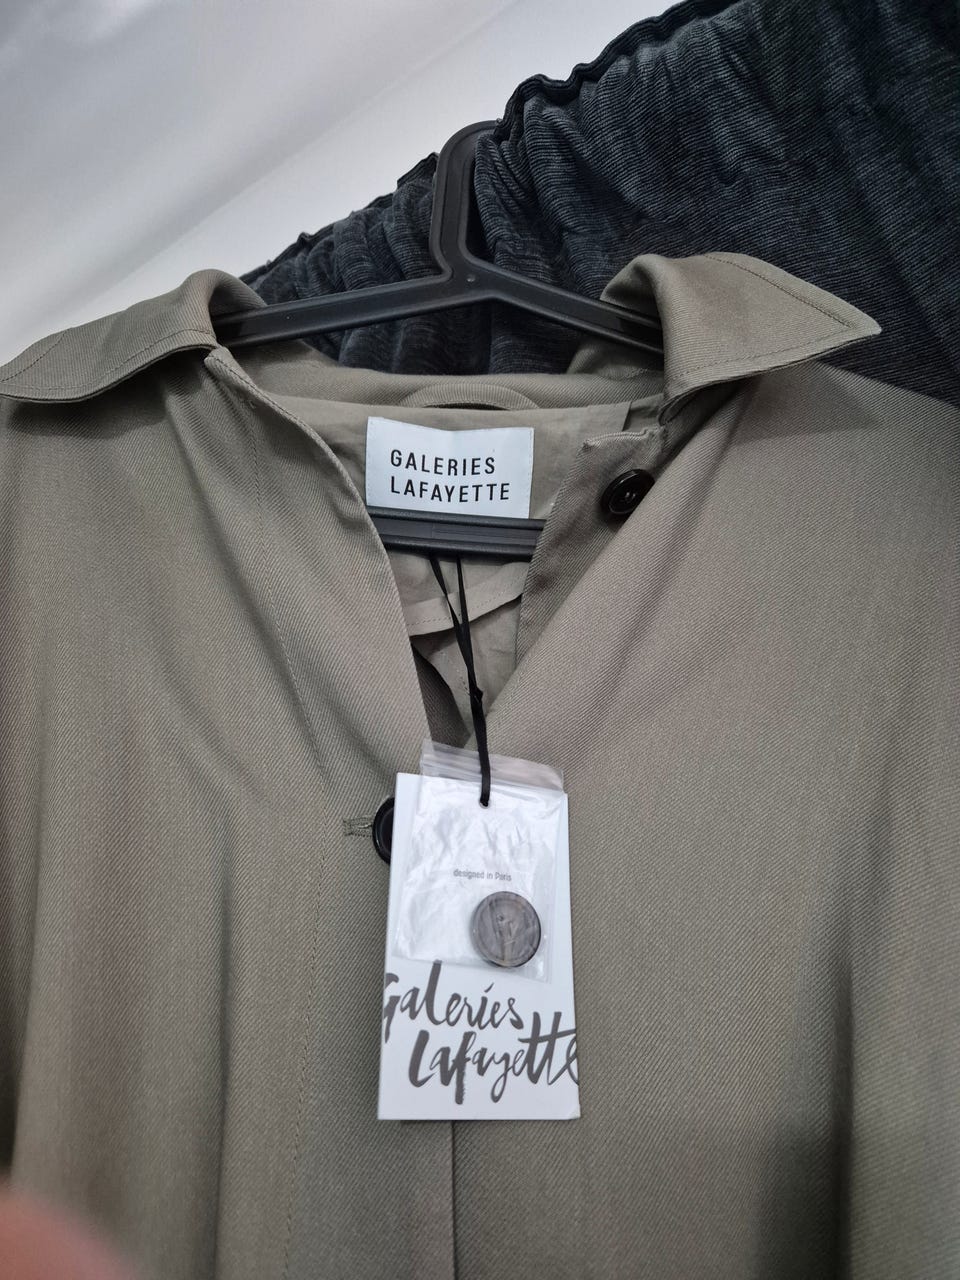 GALERIES
LAFAYETTE
designed in Paris
Galeries
Lafayette